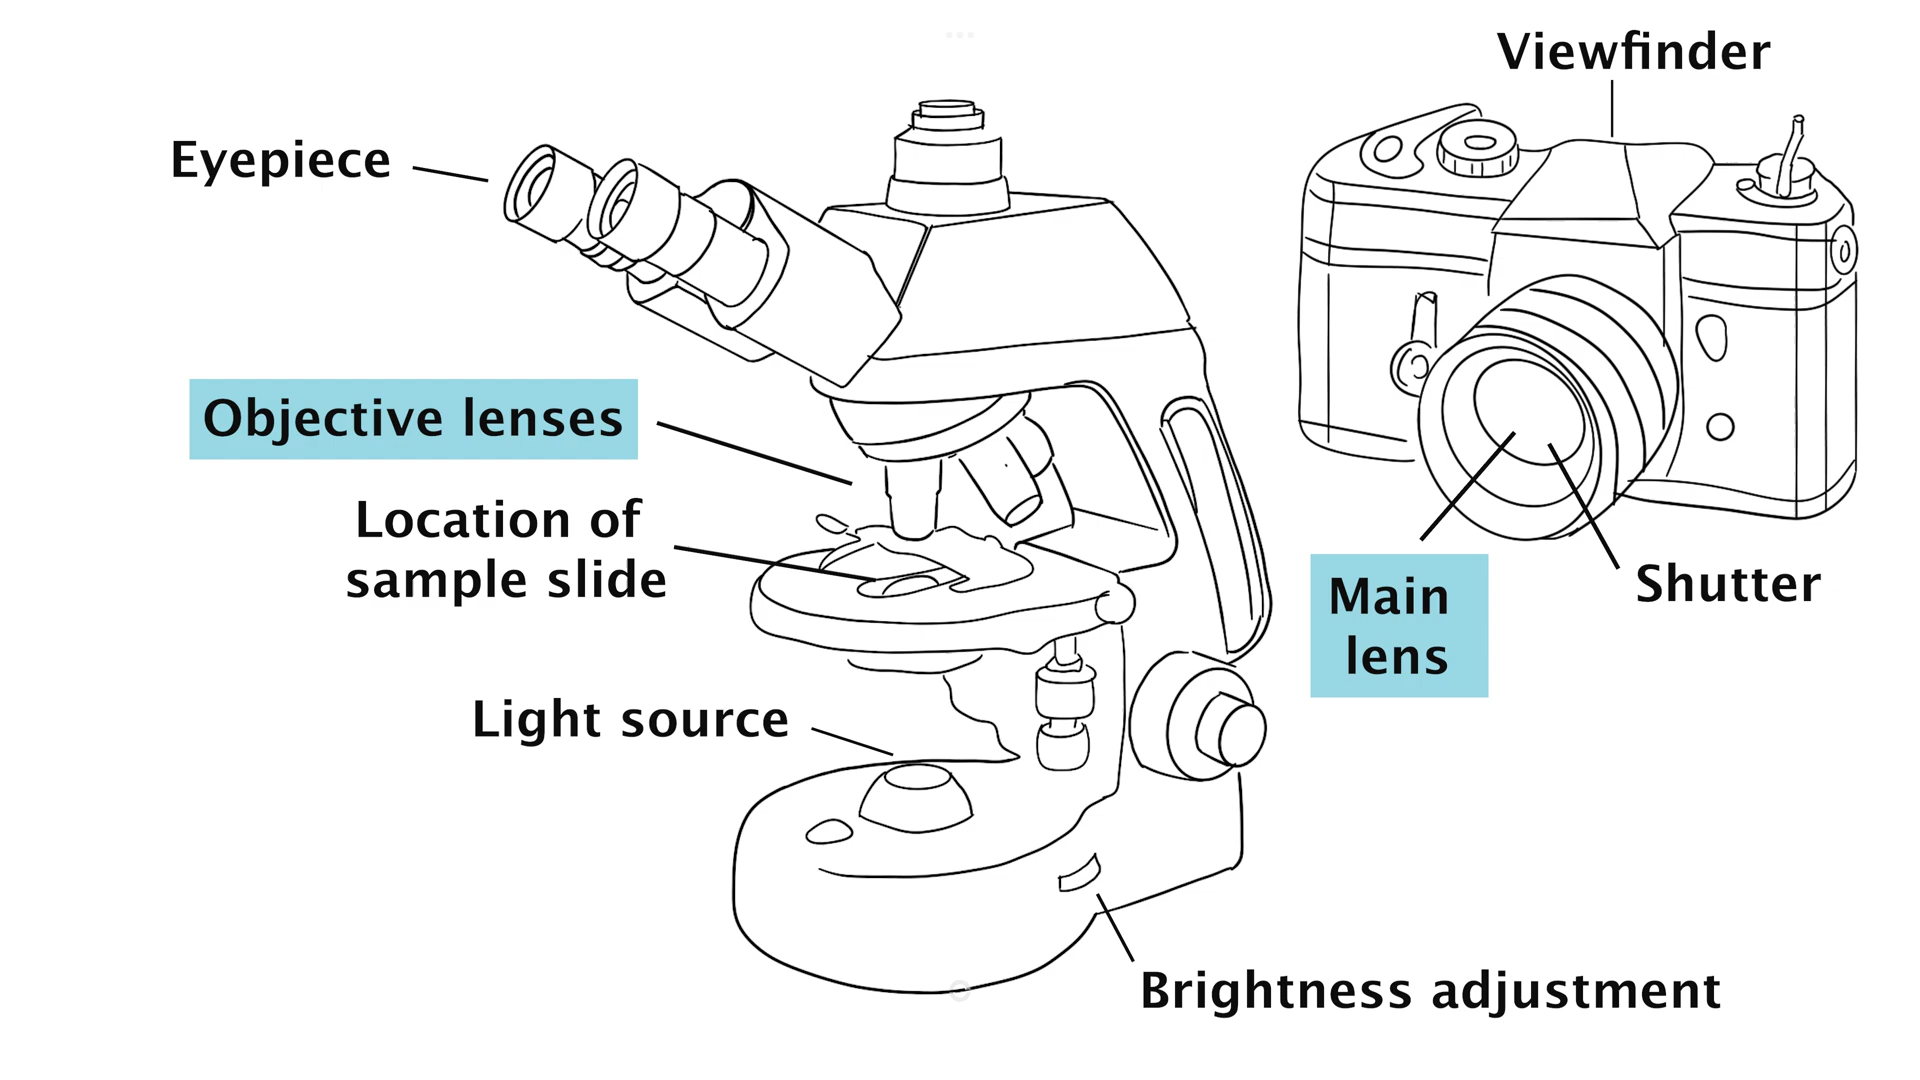 Viewfinder
Eyepiece
Objective lenses
Location of
sample slide
Main
lens
Shutter
Light source
Brightness adjustment